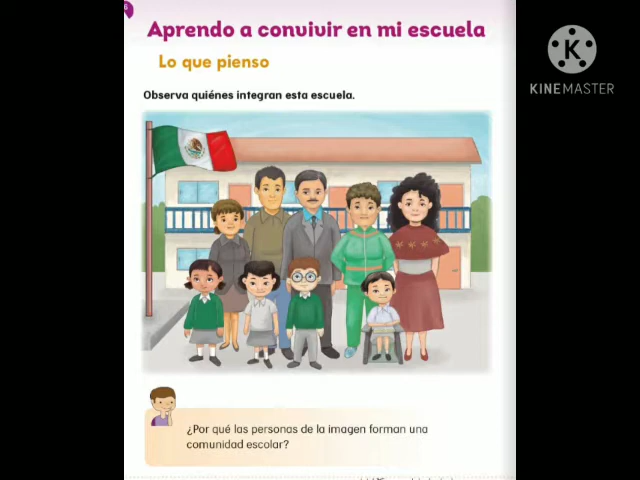 Aprendo a convivir en mi escuela
Lo que pienso
Observa quiénes integran esta escuela.
¿Por qué las personas de la imagen forman una
comunidad escolar?
K
KINEMASTER